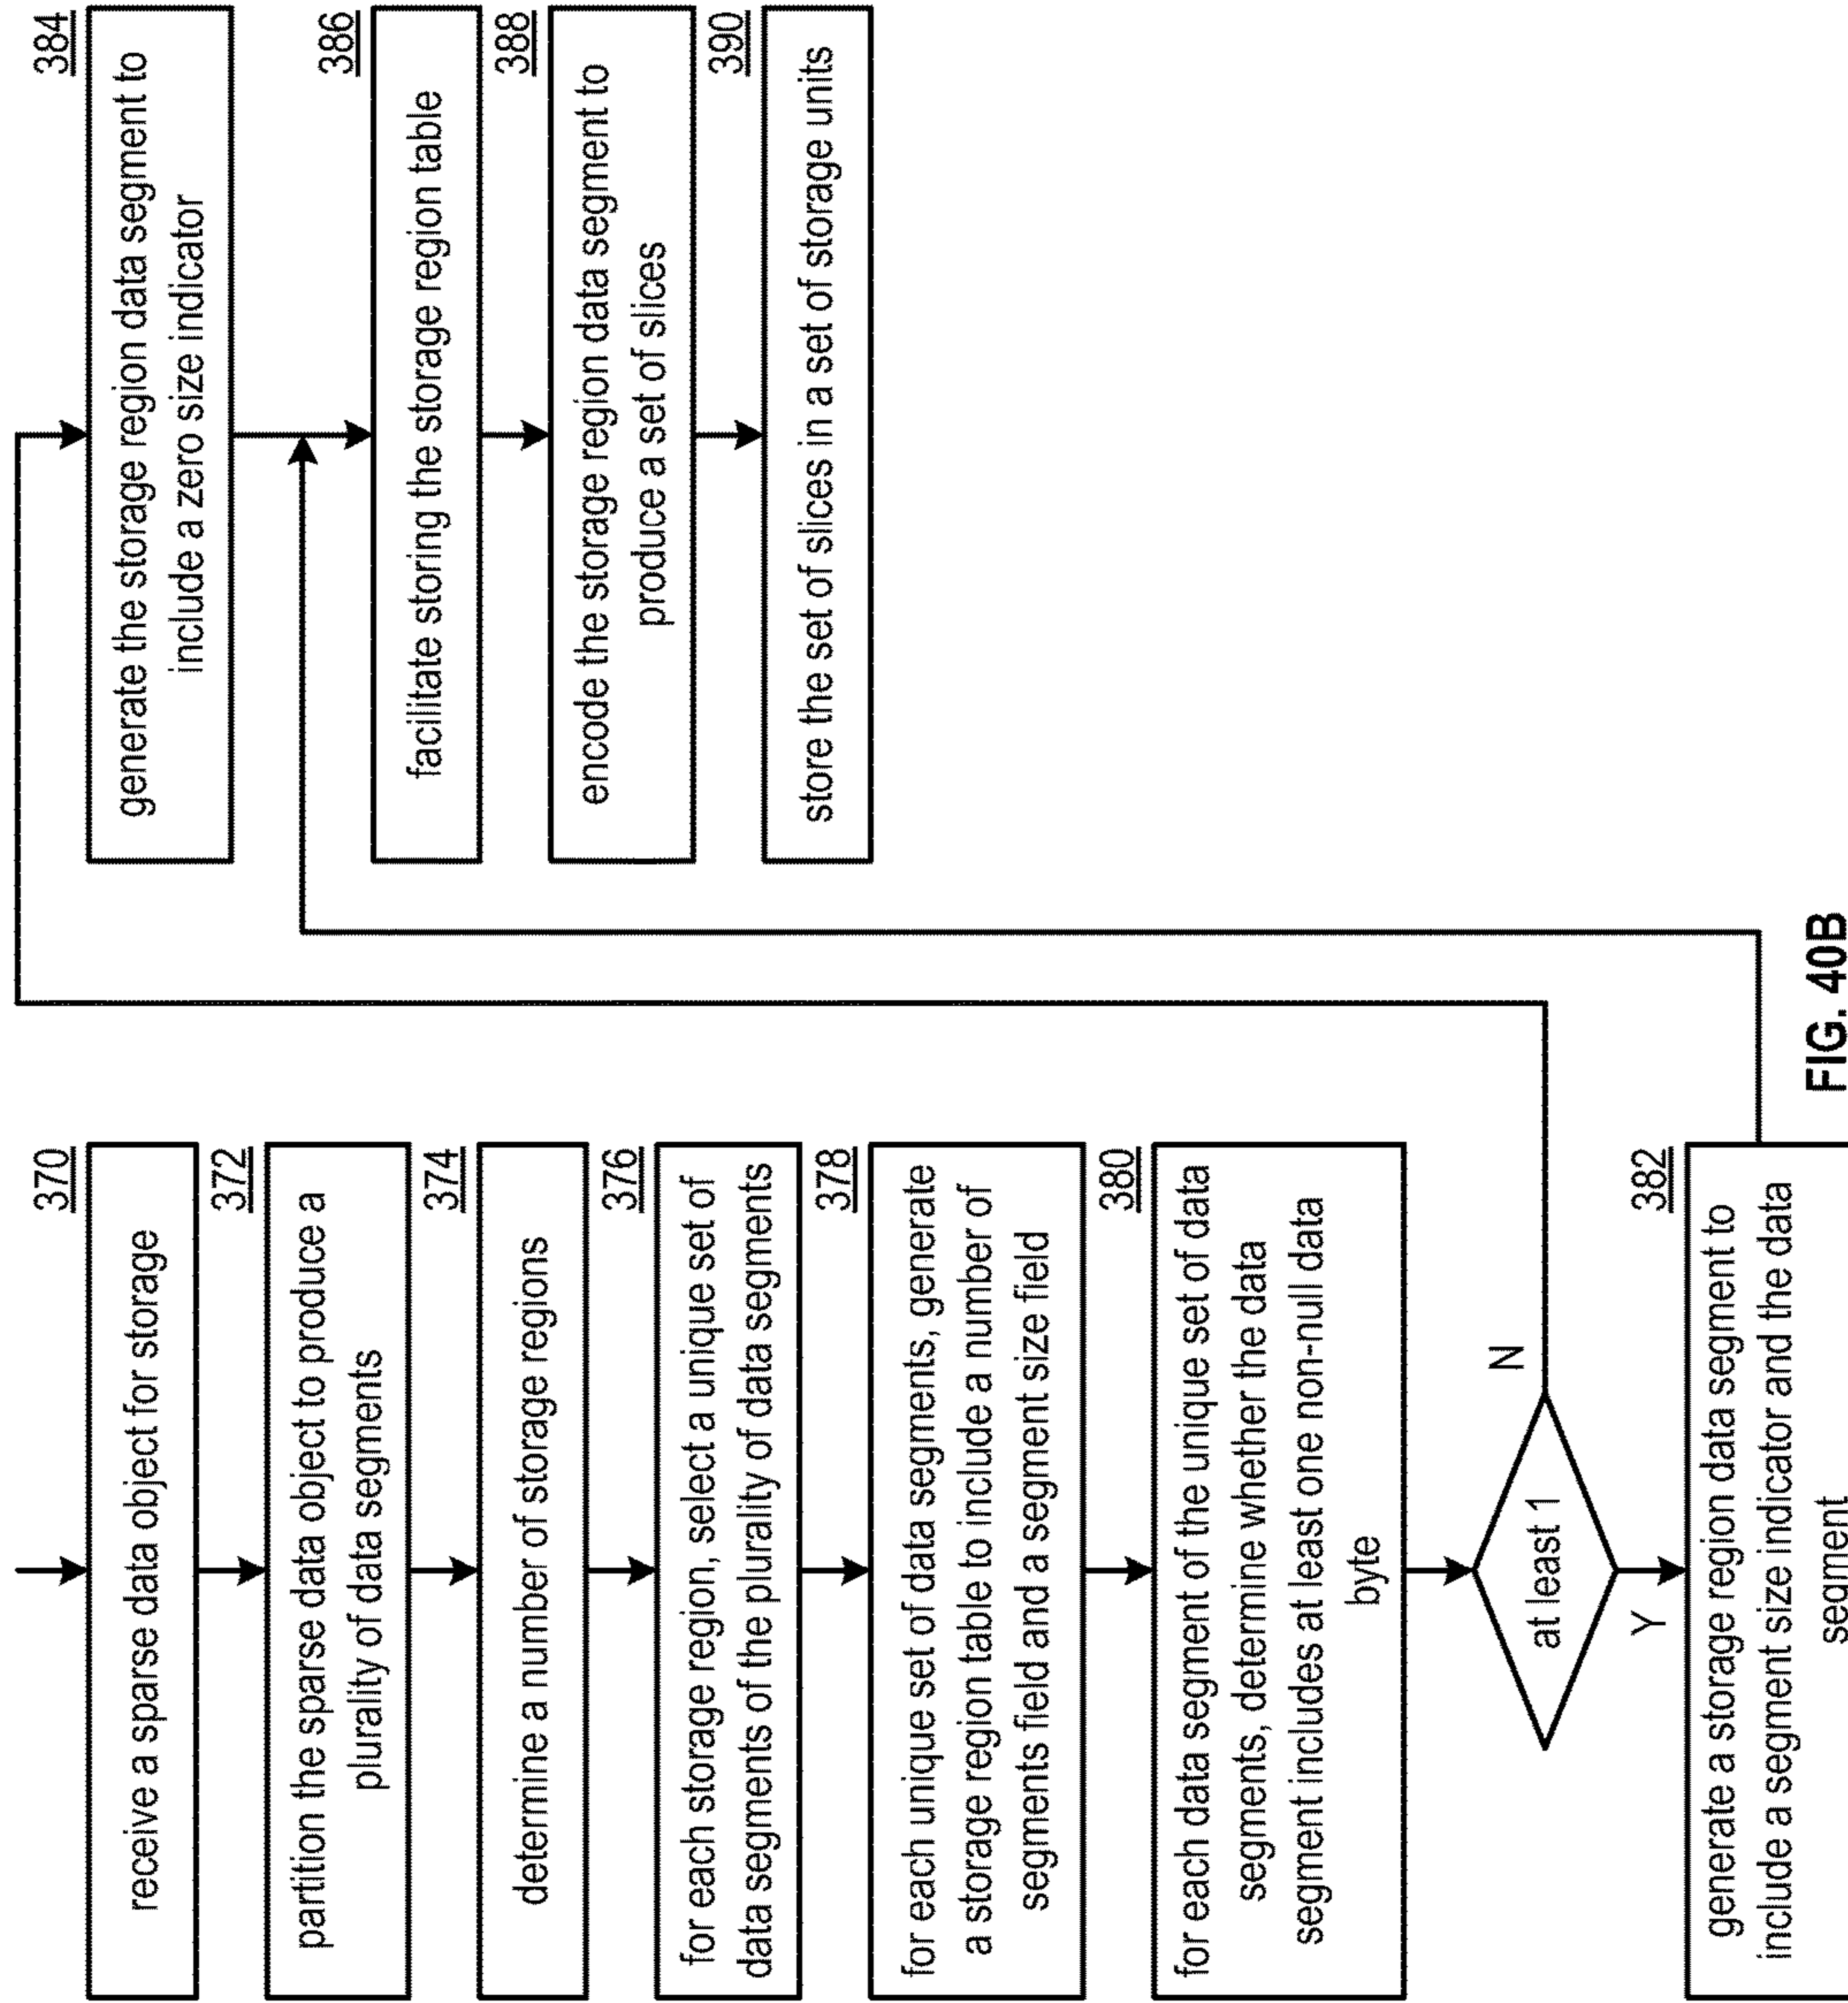 370
receive a sparse data object for storage
372
partition the sparse data object to produce a
plurality of data segments
374
determine a number of storage regions
376
for each storage region, select a unique set of
data segments of the plurality of data segments
378
for each unique set of data segments, generate
a storage region table to include a number of
segments field and a segment size field
380
for each data segment of the unique set of data
segments, determine whether the data
segment includes at least one non-null data
byte
at least 1
N
Y
382
generate a storage region data segment to
include a segment size indicator and the data
segment
384
generate the storage region data segment to
include a zero size indicator
386
facilitate storing the storage region table
388
encode the storage region data segment to
produce a set of slices
390
store the set of slices in a set of storage units
FIG. 40B